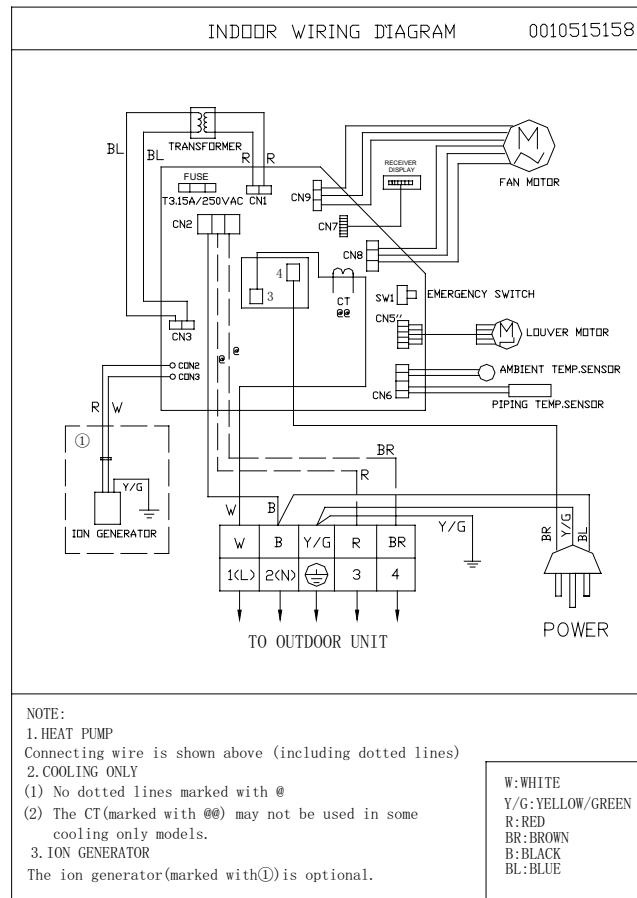 INDOOR WIRING DIAGRAM 0010515158
TRANSFORMER
BL
BL
R
R
FUSE
T3.15A/250VAC
CN1
CN2
CN9
RECEIVER
DISPLAY
FAN MOTOR
CN7
CN8
4
3
CT
@@
SW1
EMERGENCY SWITCH
CN5"
LOUVER MOTOR
CN3
@
@
CON2
CON3
AMBIENT TEMP.SENSOR
CN6
PIPING TEMP.SENSOR
R
W
①
Y/G
ION GENERATOR
BR
R
W
B
Y/G
BR
Y/G
BL
W B Y/G R BR
1(L) 2(N) 3 4
TO OUTDOOR UNIT
POWER
NOTE:
1.HEAT PUMP
Connecting wire is shown above (including dotted lines)
2.COOLING ONLY
(1) No dotted lines marked with @
(2) The CT(marked with @@) may not be used in some
cooling only models.
3.ION GENERATOR
The ion generator(marked with①)is optional.
W:WHITE
Y/G:YELLOW/GREEN
R:RED
BR:BROWN
B:BLACK
BL:BLUE